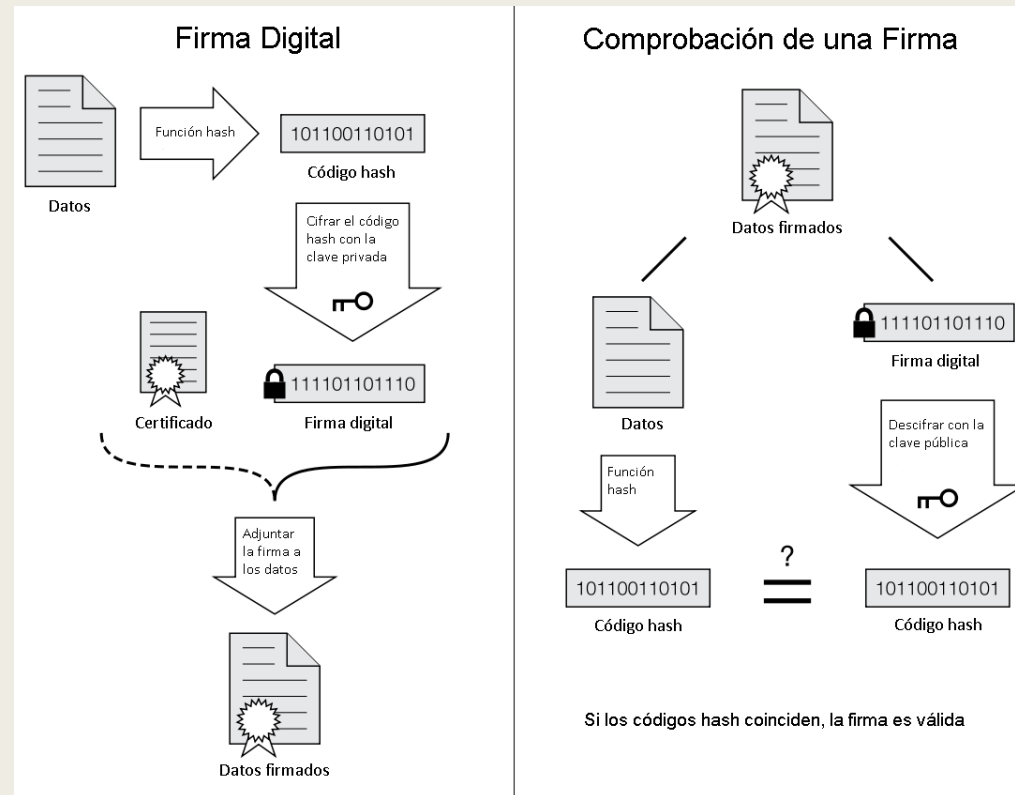 Firma Digital
Función hash
101100110101
Código hash
Datos
Cifrar el código
hash con la
clave privada
111101101110
Certificado
Firma digital
Adjuntar
la firma a
los datos
Datos firmados
Comprobación de una Firma
Datos firmados
111101101110
Firma digital
Datos
Descifrar con la
clave pública
Función
hash
?
101100110101
101100110101
Código hash
Código hash
Si los códigos hash coinciden, la firma es válida